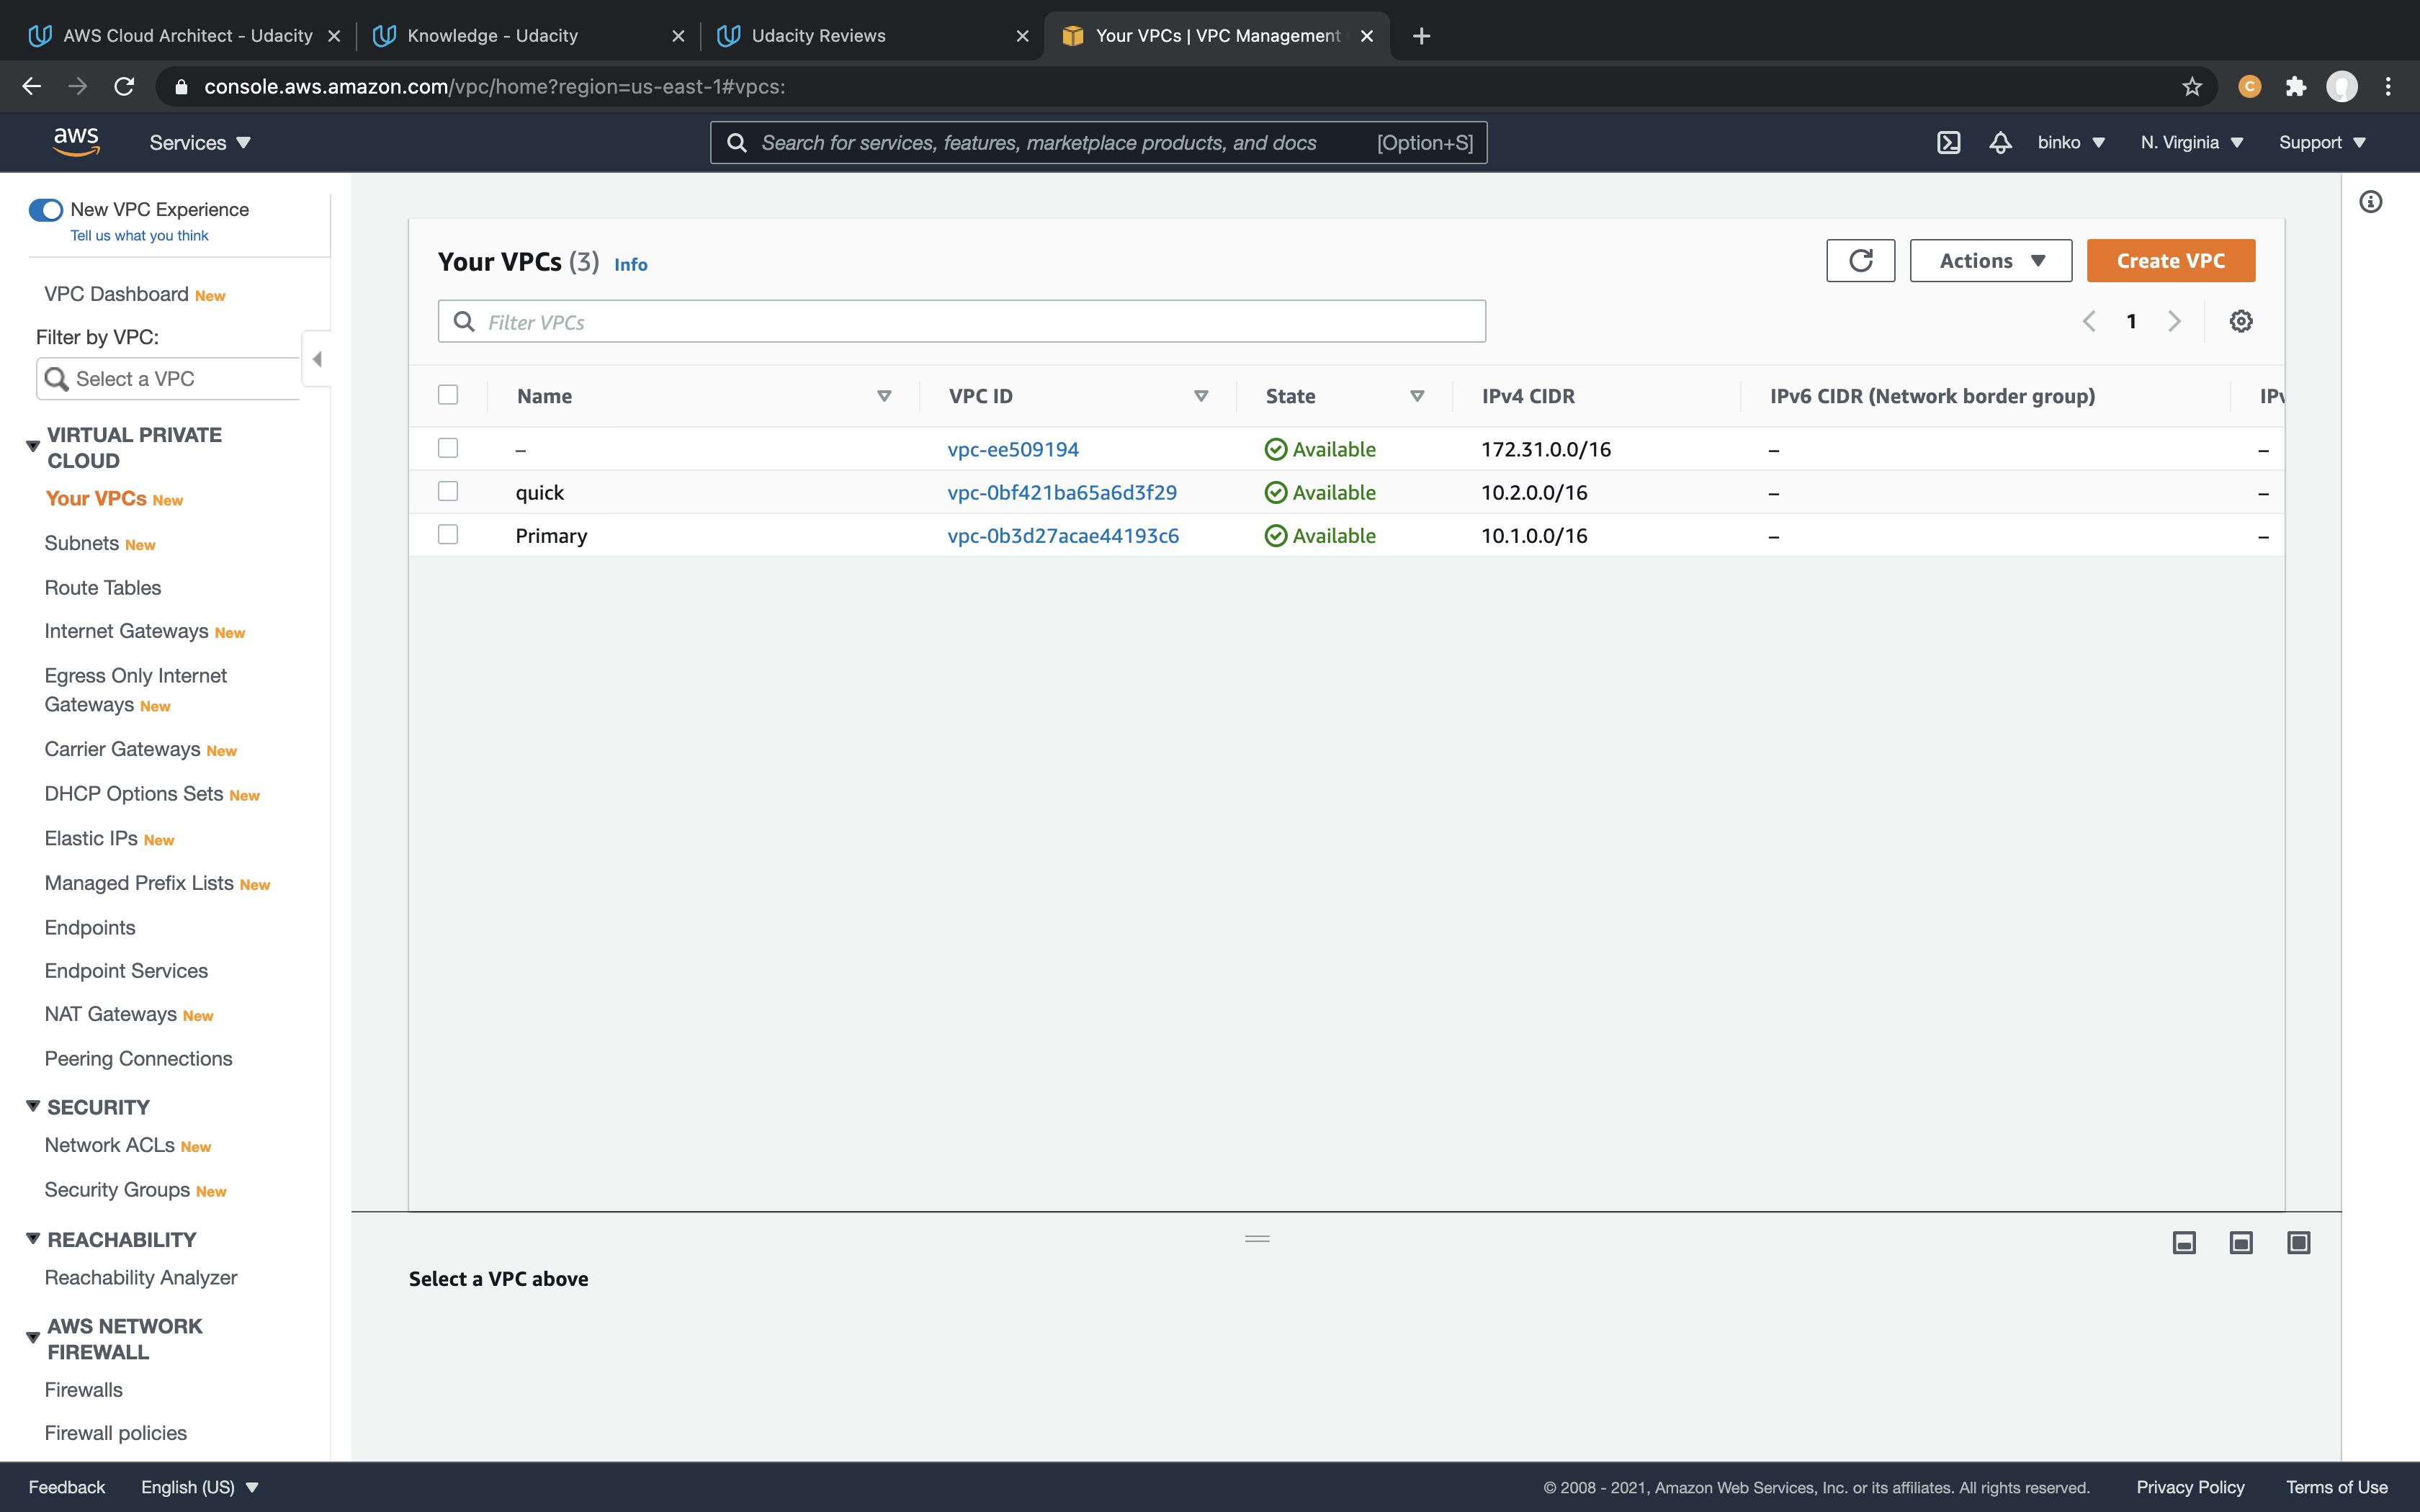 AWS Cloud Architect - Udacity
Knowledge - Udacity
Udacity Reviews
Your VPCs | VPC Management
console.aws.amazon.com/vpc/home?region=us-east-1#vpcs:
C
aws
Services
Search for services, features, marketplace products, and docs [Option+S]
binko
N. Virginia
Support
New VPC Experience
Tell us what you think
VPC Dashboard New
Filter by VPC:
Select a VPC
VIRTUAL PRIVATE
CLOUD
Your VPCs New
Subnets New
Route Tables
Internet Gateways New
Egress Only Internet
Gateways New
Carrier Gateways New
DHCP Options Sets New
Elastic IPs New
Managed Prefix Lists New
Endpoints
Endpoint Services
NAT Gateways New
Peering Connections
SECURITY
Network ACLs New
Security Groups New
REACHABILITY
Reachability Analyzer
AWS NETWORK
FIREWALL
Firewalls
Firewall policies
Your VPCs (3) Info
Actions
Create VPC
Filter VPCs
1
Name VPC ID State IPv4 CIDR IPv6 CIDR (Network border group) IPv
– vpc-ee509194 Available 172.31.0.0/16 – –
quick vpc-0bf421ba65a6d3f29 Available 10.2.0.0/16 – –
Primary vpc-0b3d27acae44193c6 Available 10.1.0.0/16 – –
Select a VPC above
Feedback
English (US)
© 2008 - 2021, Amazon Web Services, Inc. or its affiliates. All rights reserved.
Privacy Policy
Terms of Use